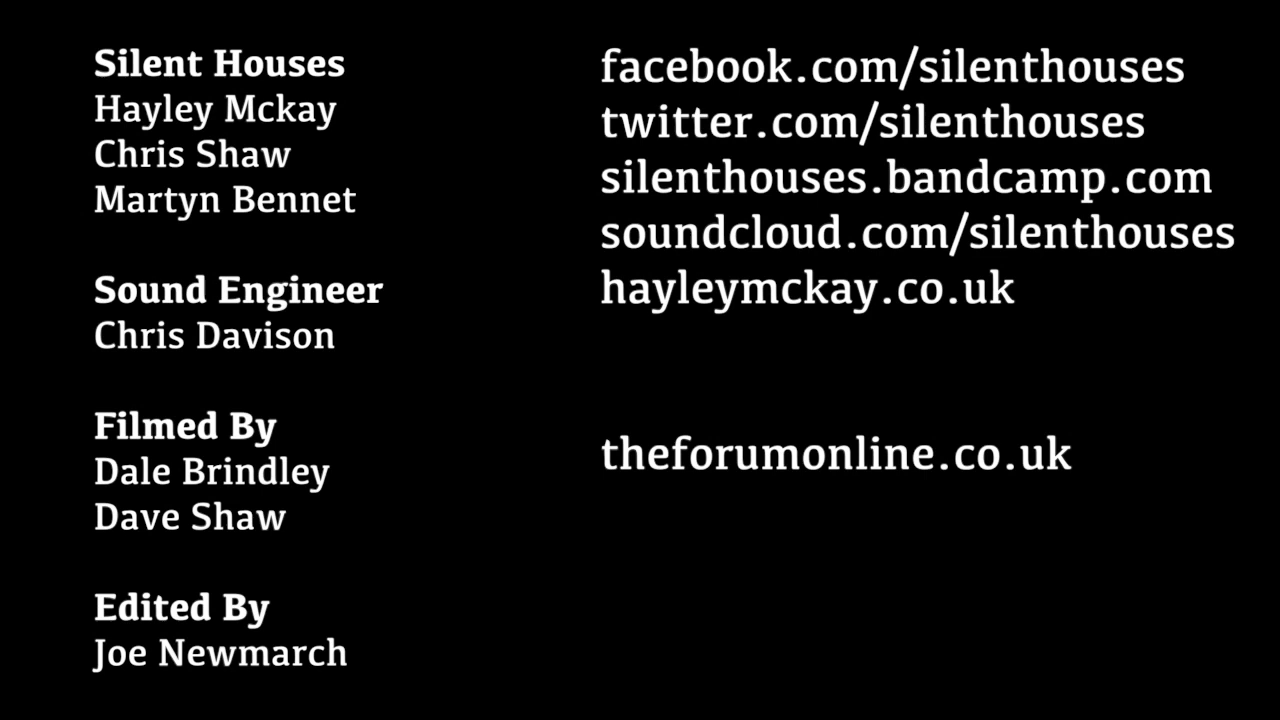 Silent Houses
Hayley Mckay
Chris Shaw
Martyn Bennet
Sound Engineer
Chris Davison
Filmed By
Dale Brindley
Dave Shaw
Edited By
Joe Newmarch
facebook.com/silenthouses
twitter.com/silenthouses
silenthouses.bandcamp.com
soundcloud.com/silenthouses
hayleymckay.co.uk
theforumonline.co.uk